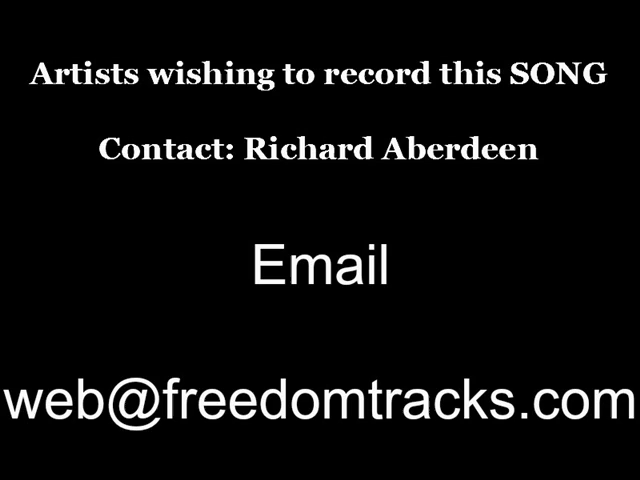 Artists wishing to record this SONG
Contact: Richard Aberdeen
Email
web@freedomtracks.com